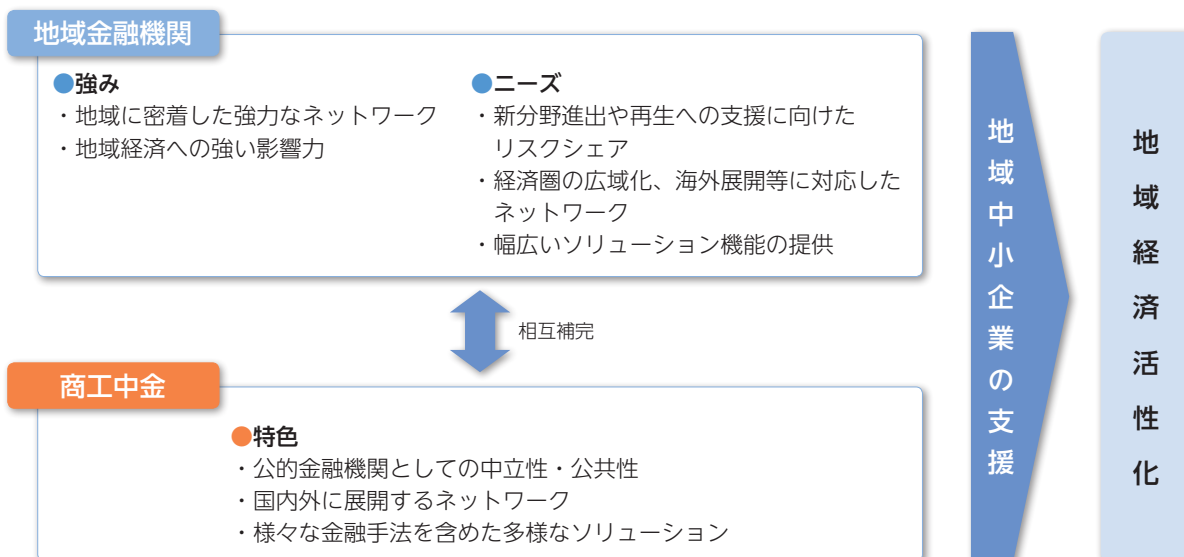 地域金融機関
●強み
・地域に密着した強力なネットワーク
・地域経済への強い影響力
●ニーズ
・新分野進出や再生への支援に向けた
リスクシェア
・経済圏の広域化、海外展開等に対応した
ネットワーク
・幅広いソリューション機能の提供
相互補完
商工中金
●特色
・公的金融機関としての中立性・公共性
・国内外に展開するネットワーク
・様々な金融手法を含めた多様なソリューション
地域中小企業の支援
地域経済活性化